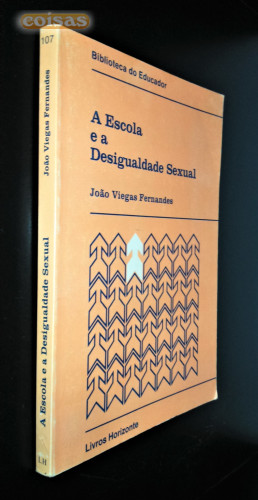 coisas
107
João Viegas Fernandes
A Escola e a Desigualdade Sexual
LH
Biblioteca do Educador
A Escola
e a
Desigualdade Sexual
João Viegas Fernandes
Livros Horizonte